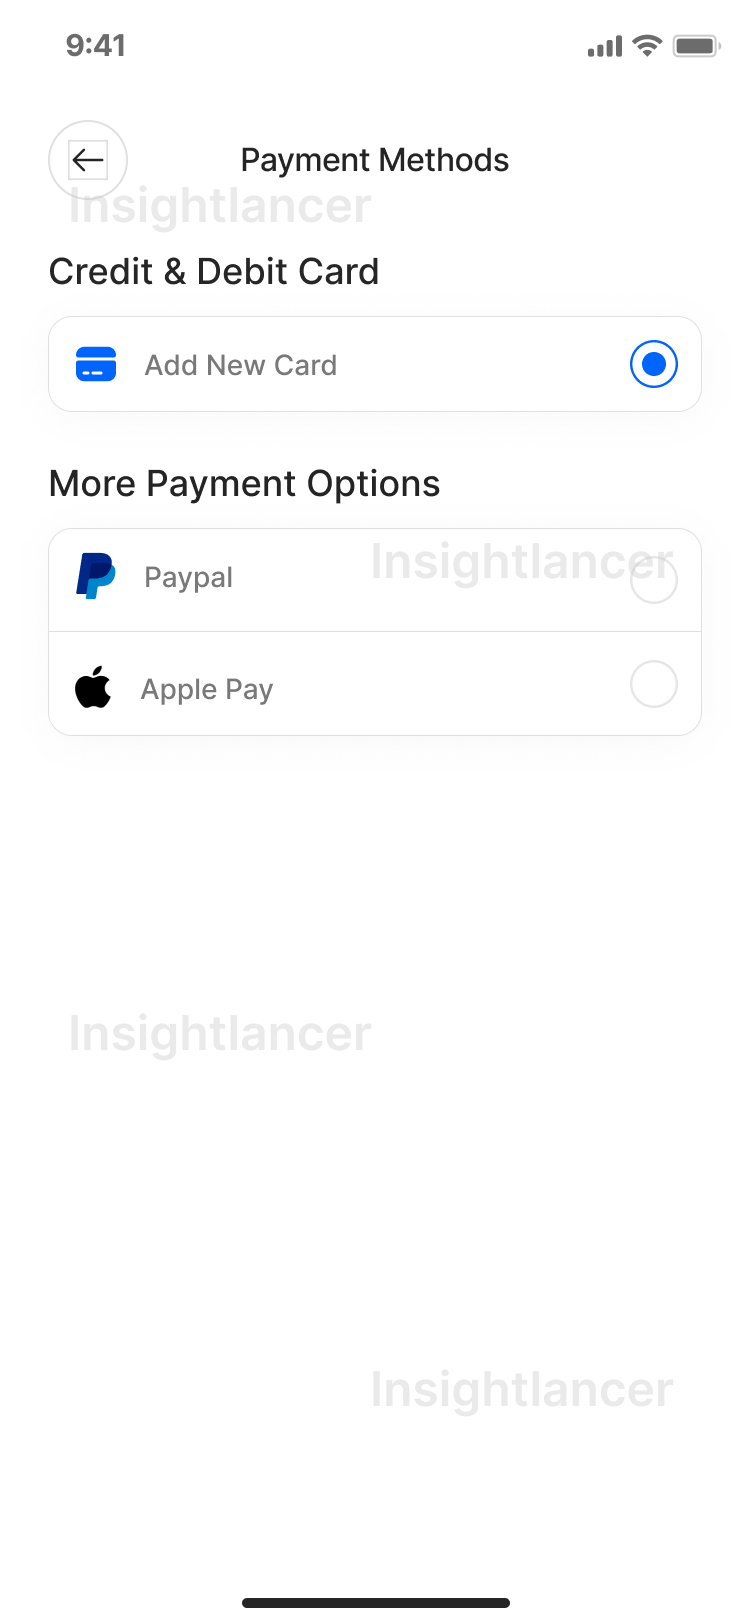 9:41
Payment Methods
Insightlancer
Credit & Debit Card
Add New Card
More Payment Options
Insightlancer
Paypal
Apple Pay
Insightlancer
Insightlancer